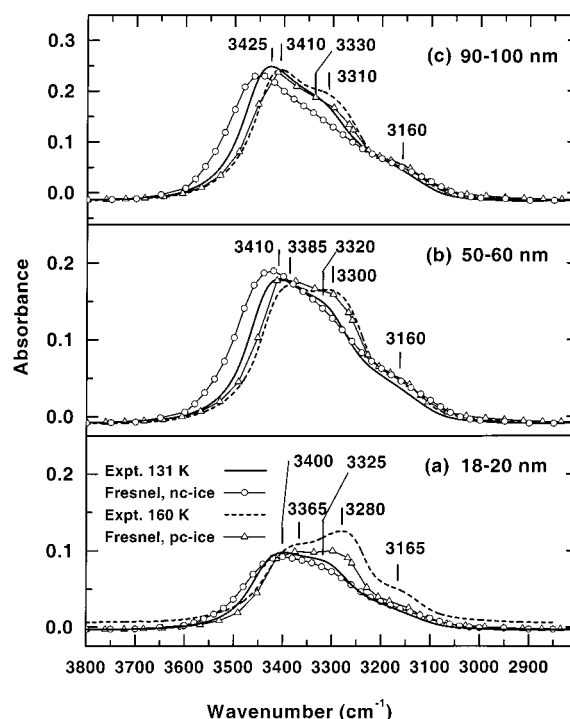 3425 3410 3330
(c) 90-100 nm
3310
3160
0.3
0.2
0.1
0.0
3410 3385 3320
(b) 50-60 nm
3300
3160
0.2
0.1
0.0
Absorbance
3400 3325
(a) 18-20 nm
Expt. 131 K
Fresnel, nc-ice
Expt. 160 K
Fresnel, pc-ice
3365 3280
3165
0.2
0.1
0.0
3800 3700 3600 3500 3400 3300 3200 3100 3000 2900
Wavenumber (cm⁻¹)